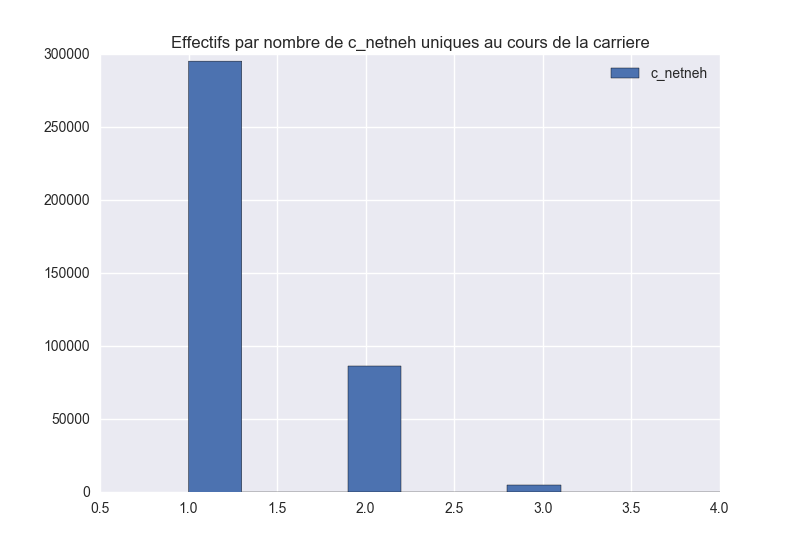 Effectifs par nombre de c_netneh uniques au cours de la carriere
c_netneh
300000
250000
200000
150000
100000
50000
0
0.5 1.0 1.5 2.0 2.5 3.0 3.5 4.0